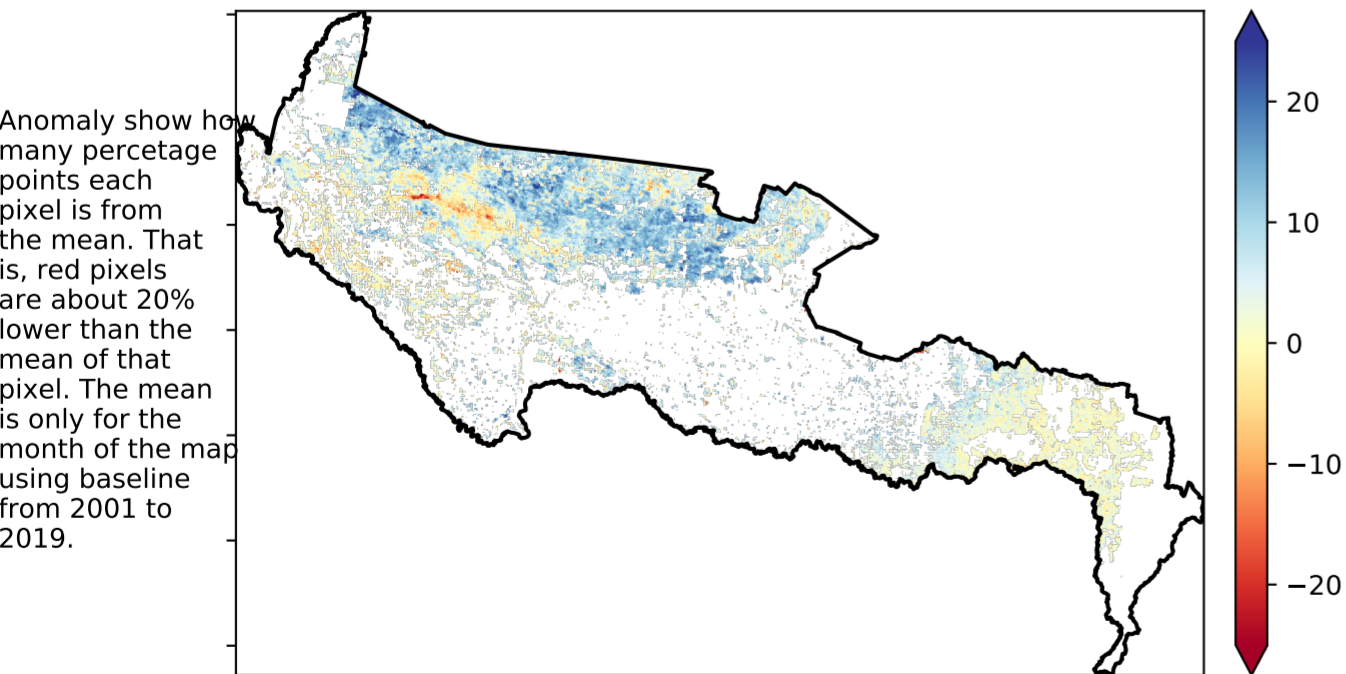 Anomaly show how
many percetage
points each
pixel is from
the mean. That
is, red pixels
are about 20%
lower than the
mean of that
pixel. The mean
is only for the
month of the map
using baseline
from 2001 to
2019.
20
10
0
−10
−20